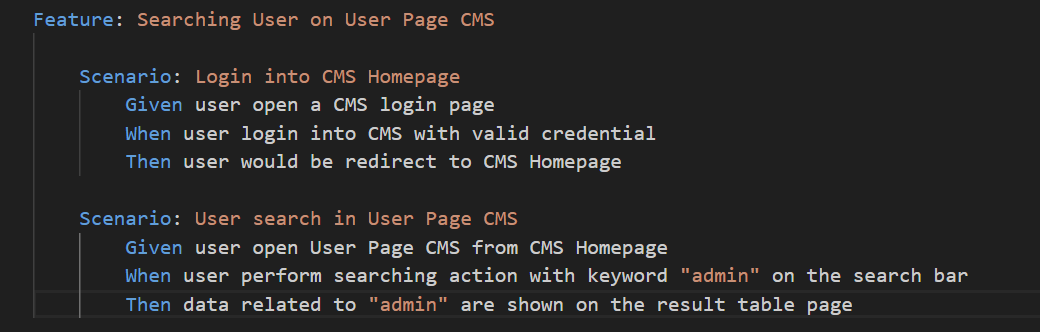 Feature: Searching User on User Page CMS
Scenario: Login into CMS Homepage
Given user open a CMS login page
When user login into CMS with valid credential
Then user would be redirect to CMS Homepage
Scenario: User search in User Page CMS
Given user open User Page CMS from CMS Homepage
When user perform searching action with keyword "admin" on the search bar
Then data related to "admin" are shown on the result table page